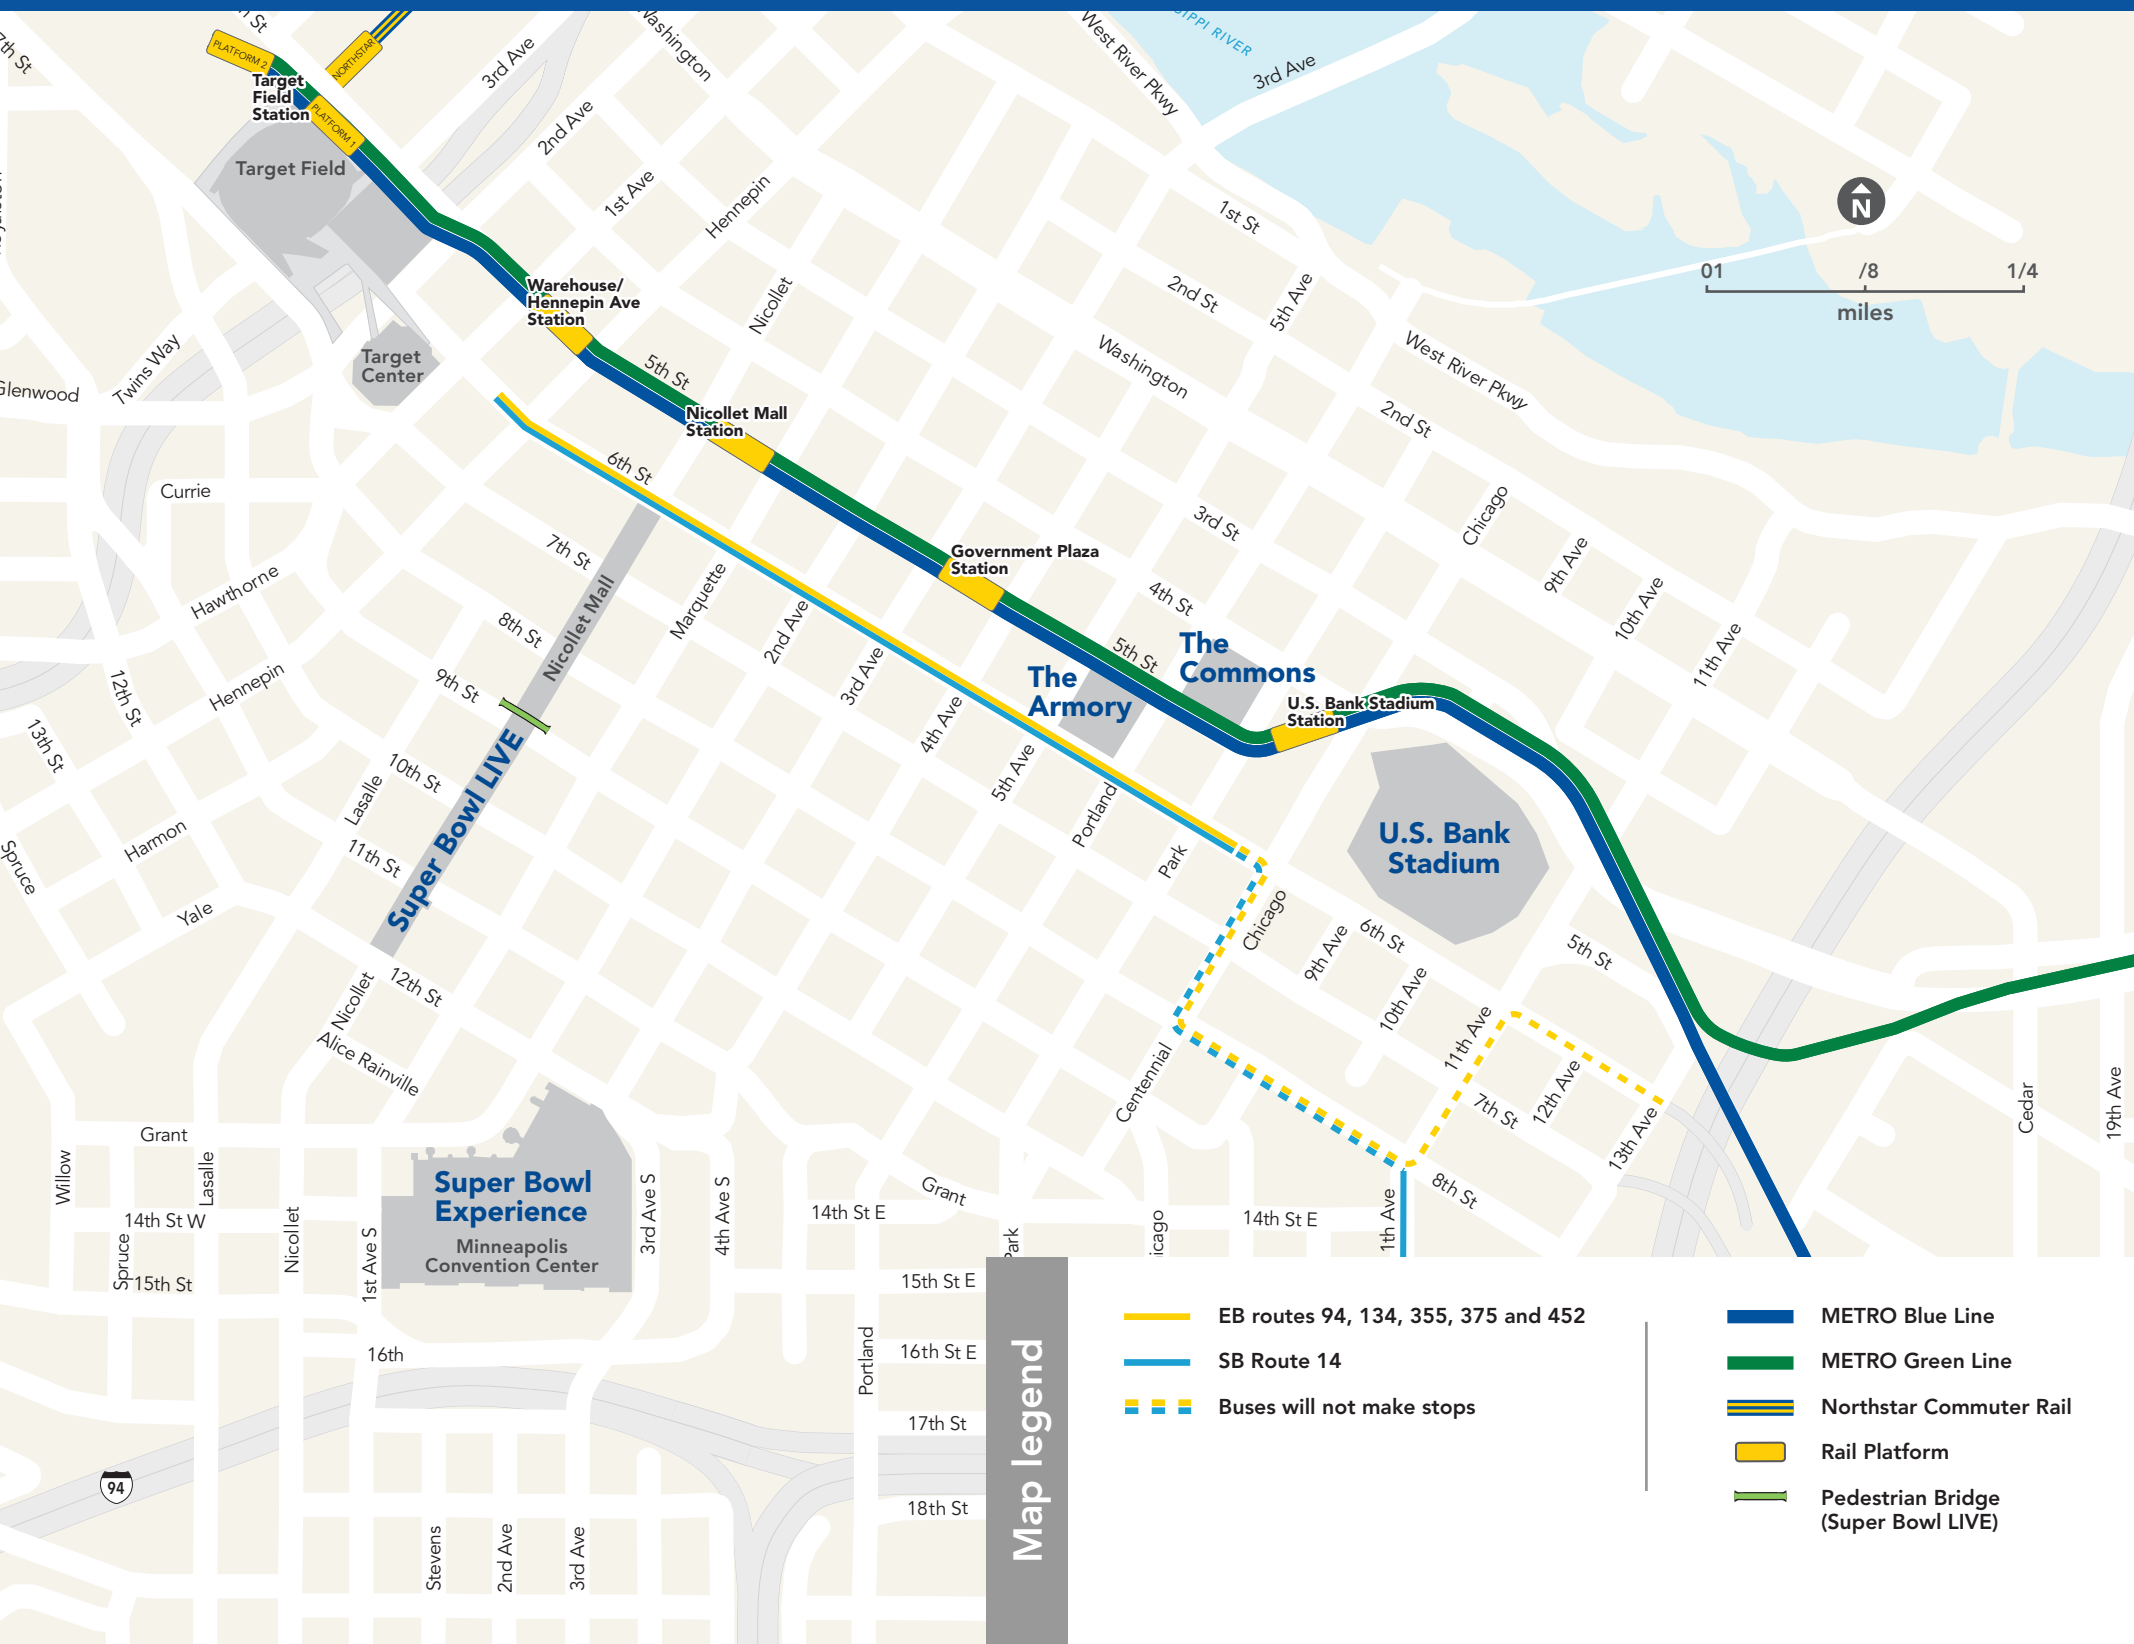 PLATFORM 2
Target
Field
Station
PLATFORM 1
NORTHSTAR
Target Field
7th St
3rd Ave
Washington
2nd Ave
1st Ave
Hennepin
Nicollet
West River Pkwy
3rd Ave
1st St
2nd St
5th Ave
Washington
West River Pkwy
2nd St
N
01
/8
1/4
miles
Warehouse/
Hennepin Ave
Station
Target
Center
Twins Way
Glenwood
5th St
Nicollet Mall
Station
6th St
Currie
7th St
Nicollet Mall
Marquette
2nd Ave
3rd Ave
4th Ave
5th Ave
Portland
Park
Government Plaza
Station
3rd St
4th St
5th St
Chicago
9th Ave
10th Ave
11th Ave
The
Commons
The
Armory
U.S. Bank Stadium
Station
U.S. Bank
Stadium
Hawthorne
Hennepin
8th St
9th St
12th St
13th St
10th St
Lasalle
11th St
Super Bowl LIVE
Harmon
Spruce
Yale
Nicollet
12th St
Alice Rainville
Chicago
9th Ave
6th St
10th Ave
5th St
11th Ave
12th Ave
7th St
13th Ave
8th St
Centennial
Cedar
19th Ave
Grant
Willow
Lasalle
14th St W
Spruce
15th St
Nicollet
1st Ave S
Super Bowl
Experience
Minneapolis
Convention Center
3rd Ave S
4th Ave S
14th St E
Grant
Park
icago
14th St E
1th Ave
15th St E
16th
Portland
16th St E
17th St
18th St
94
Stevens
2nd Ave
3rd Ave
Map legend
EB routes 94, 134, 355, 375 and 452
SB Route 14
Buses will not make stops
METRO Blue Line
METRO Green Line
Northstar Commuter Rail
Rail Platform
Pedestrian Bridge
(Super Bowl LIVE)